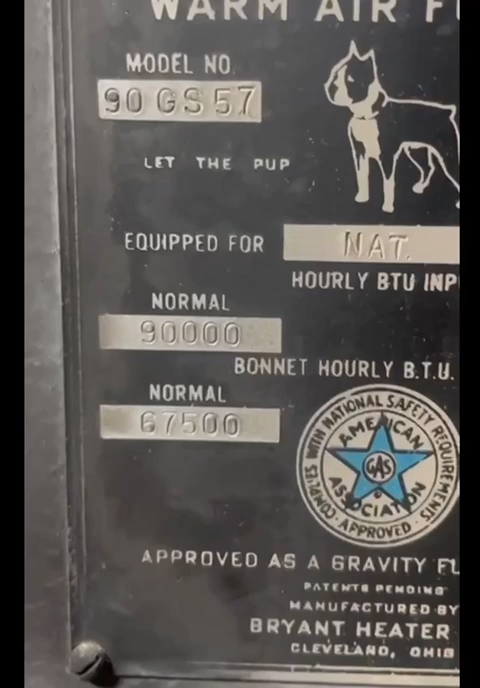 WARM AIR F
MODEL NO.
90 GS 57
LET THE PUP
EQUIPPED FOR NAT.
HOURLY BTU INP
NORMAL
90000
BONNET HOURLY B.T.U.
NORMAL
67500
COMPLIES WITH NATIONAL SAFETY REQUIREMENTS
AMERICAN
GAS
ASSOCIATION
· APPROVED ·
APPROVED AS A GRAVITY FL
PATENTS PENDING
MANUFACTURED BY
BRYANT HEATER
CLEVELAND, OHIO